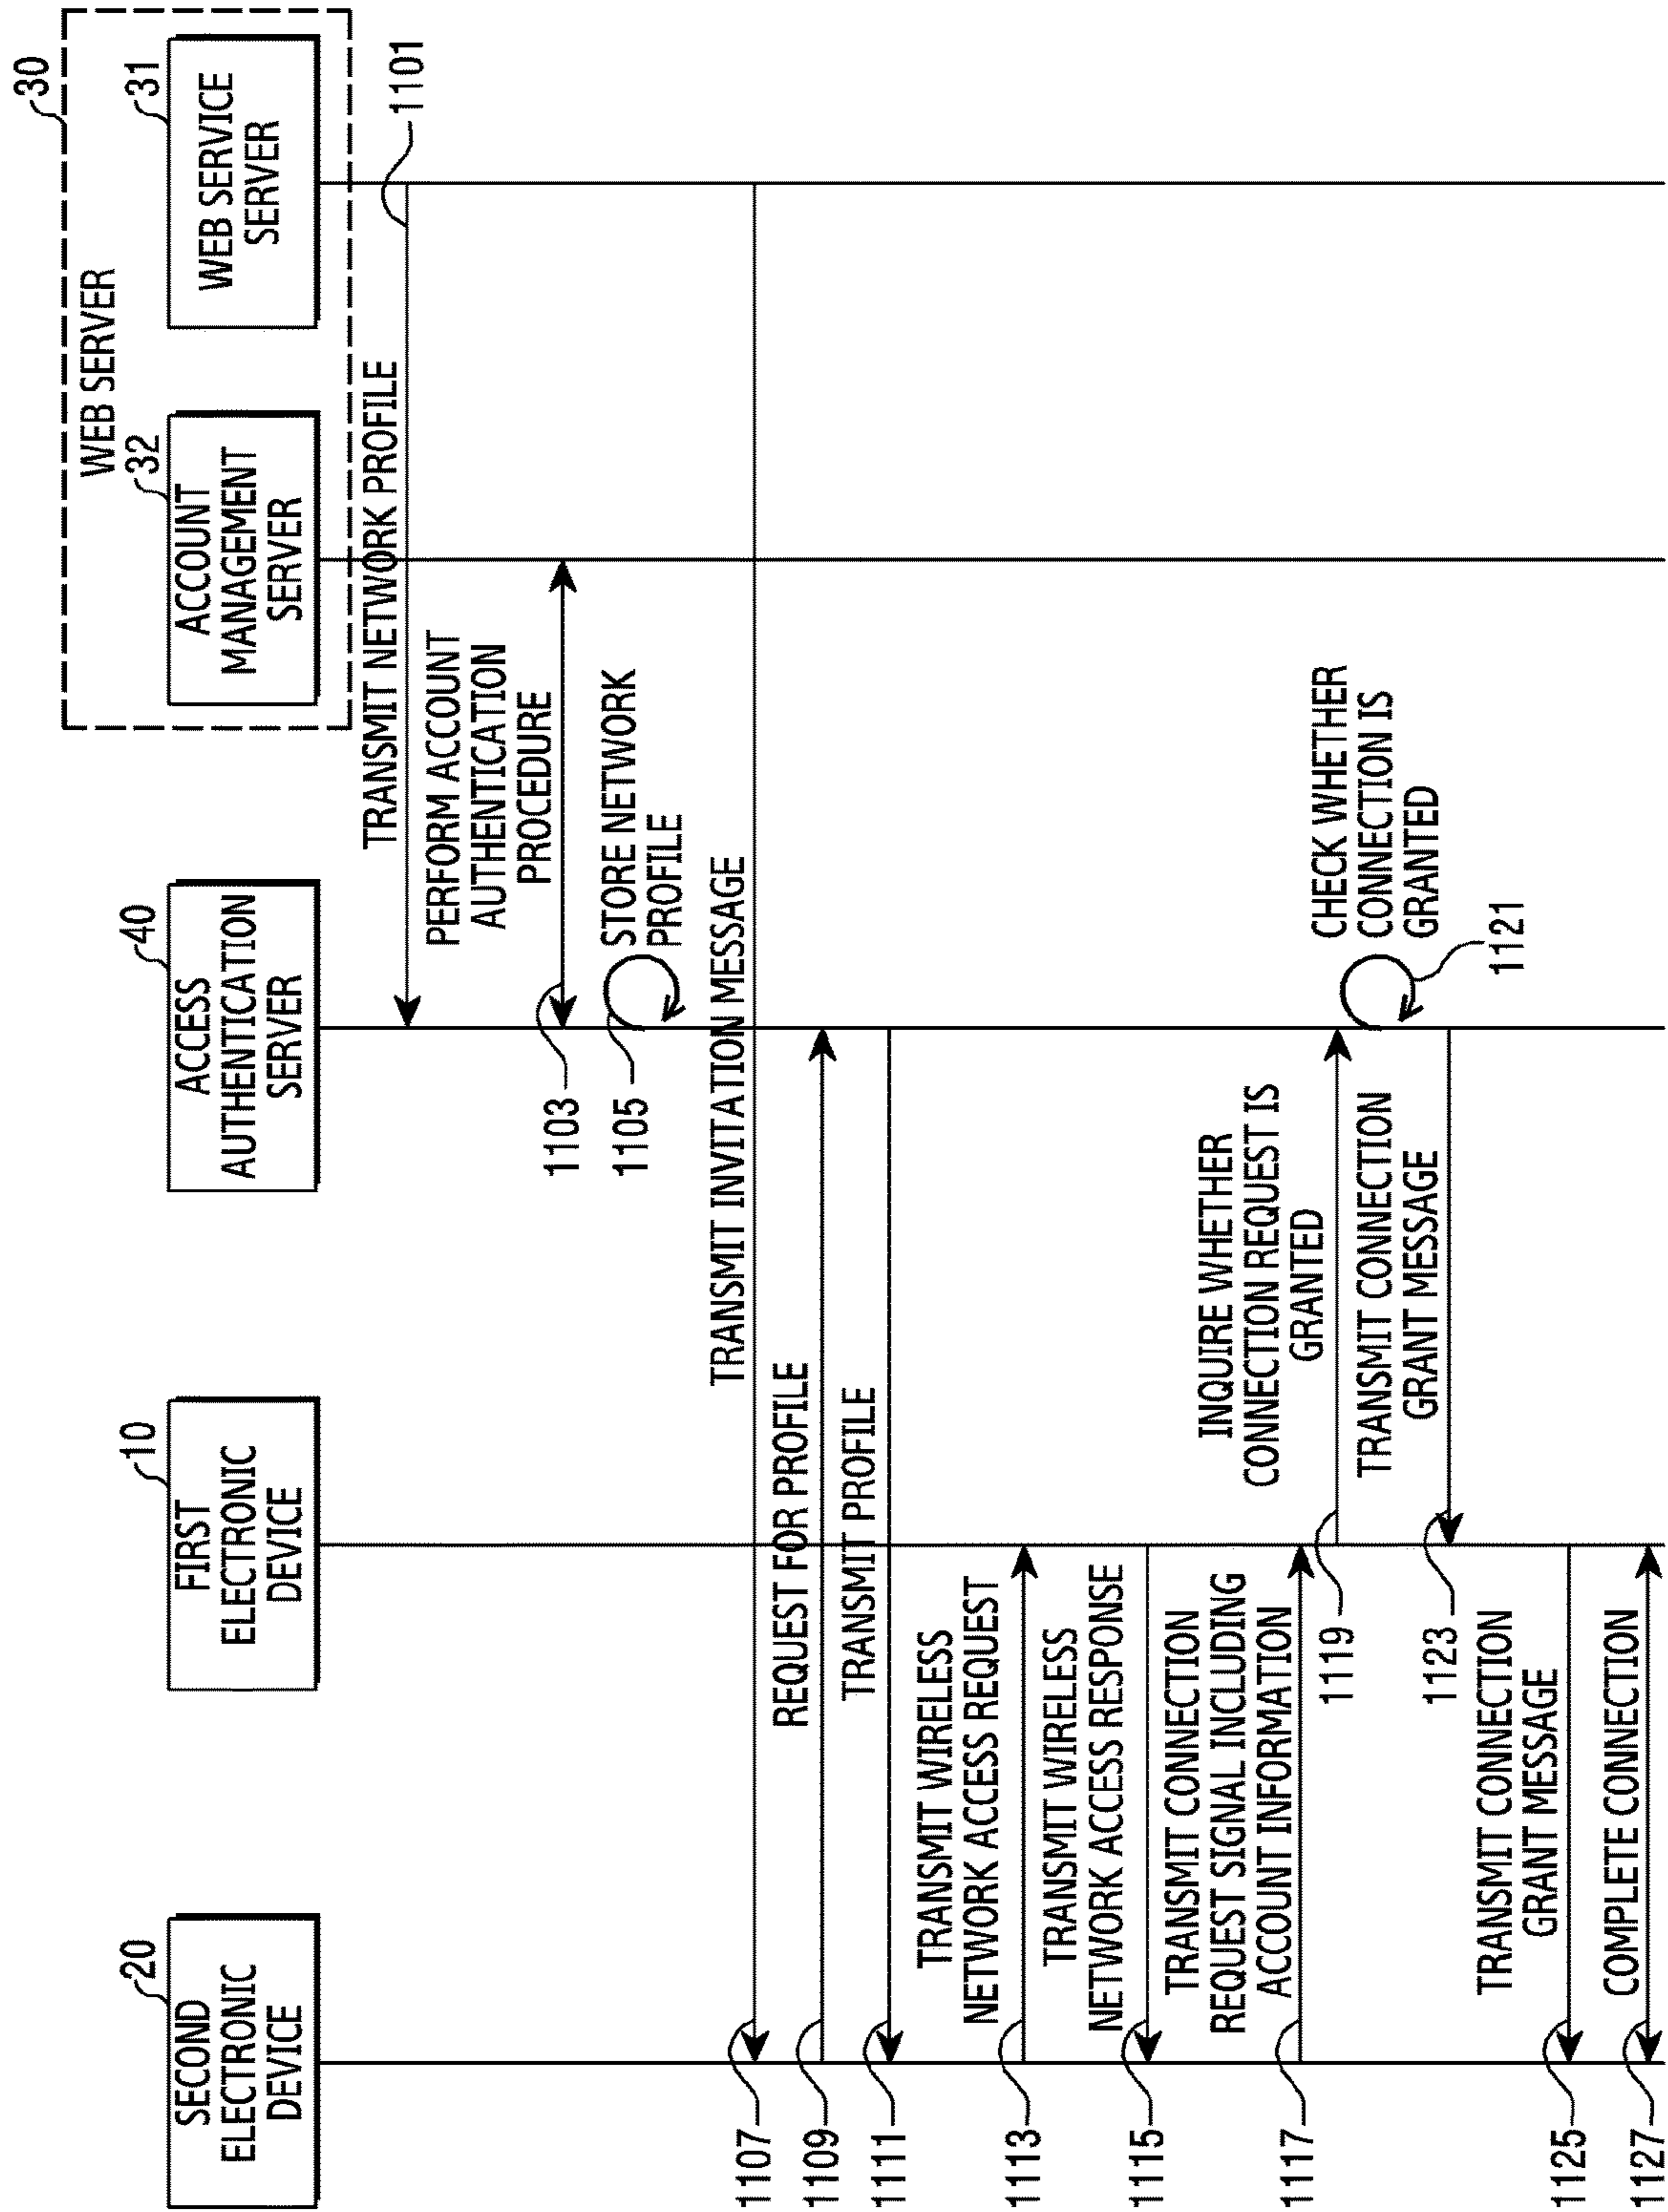 30
WEB SERVER
SECOND
ELECTRONIC
DEVICE
20
FIRST
ELECTRONIC
DEVICE
10
ACCESS
AUTHENTICATION
SERVER
40
ACCOUNT
MANAGEMENT
SERVER
32
WEB SERVICE
SERVER
31
TRANSMIT NETWORK PROFILE
1101
PERFORM ACCOUNT
AUTHENTICATION
PROCEDURE
1103
STORE NETWORK
PROFILE
1105
TRANSMIT INVITATION MESSAGE
1107
REQUEST FOR PROFILE
1109
TRANSMIT PROFILE
1111
TRANSMIT WIRELESS
NETWORK ACCESS REQUEST
1113
TRANSMIT WIRELESS
NETWORK ACCESS RESPONSE
1115
TRANSMIT CONNECTION
REQUEST SIGNAL INCLUDING
ACCOUNT INFORMATION
1117
INQUIRE WHETHER
CONNECTION REQUEST IS
GRANTED
1119
CHECK WHETHER
CONNECTION IS
GRANTED
1121
TRANSMIT CONNECTION
GRANT MESSAGE
1123
TRANSMIT CONNECTION
GRANT MESSAGE
1125
COMPLETE CONNECTION
1127